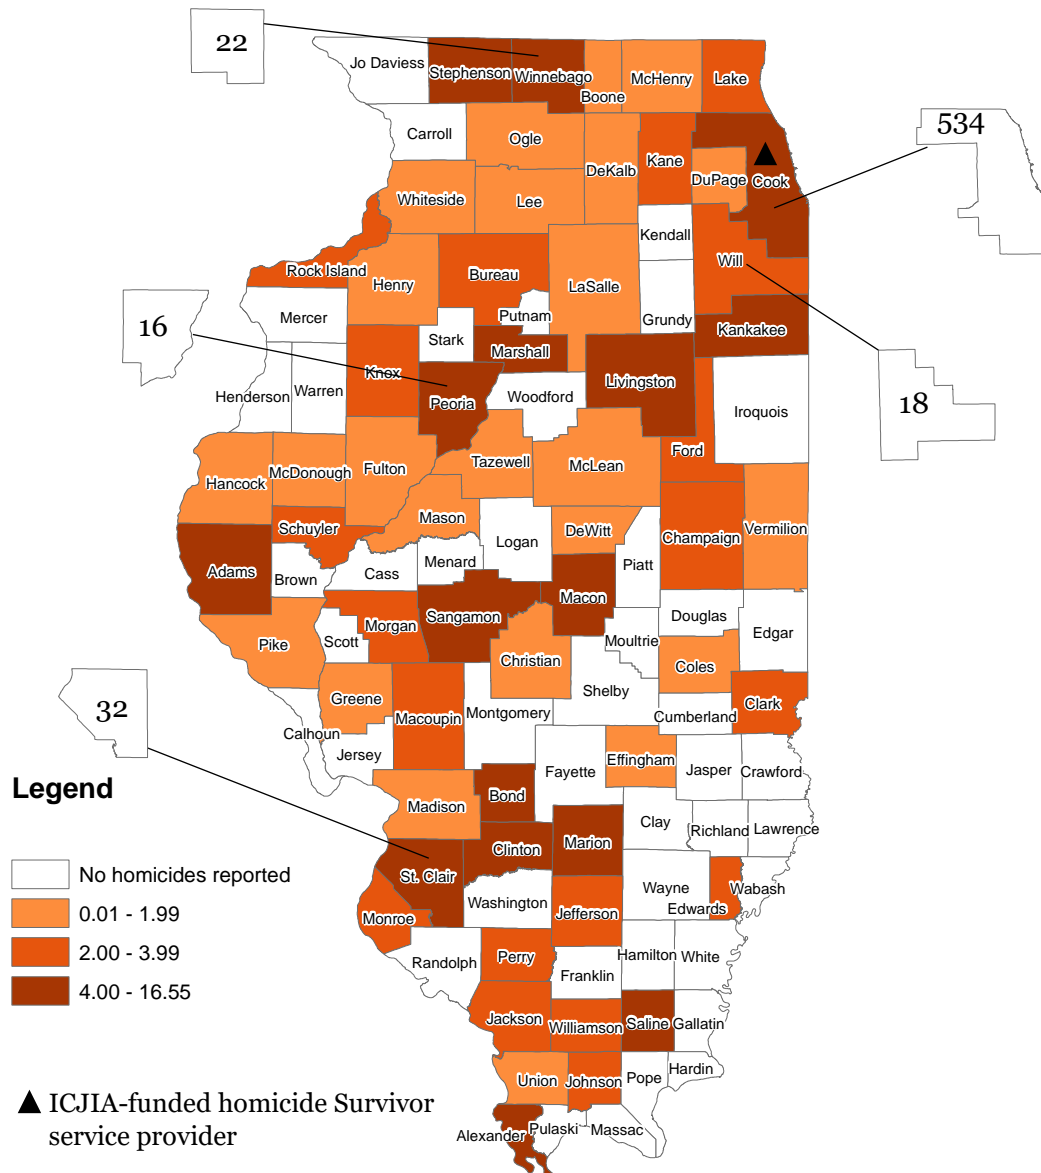 22
Jo Daviess
Stephenson
Winnebago
Boone
McHenry
Lake
534
Carroll
Ogle
DeKalb
Kane
DuPage
Cook
Whiteside
Lee
Kendall
Will
Rock Island
Henry
Bureau
LaSalle
Grundy
Putnam
Mercer
16
Stark
Marshall
Kankakee
Knox
Henderson
Warren
Peoria
Woodford
Livingston
Iroquois
18
Ford
Hancock
McDonough
Fulton
Tazewell
McLean
Schuyler
Mason
Logan
DeWitt
Champaign
Vermilion
Adams
Brown
Cass
Menard
Piatt
Macon
Sangamon
Morgan
Scott
Pike
Christian
Moultrie
Douglas
Edgar
Coles
Shelby
Greene
Macoupin
Montgomery
Cumberland
Clark
32
Calhoun
Jersey
Fayette
Effingham
Jasper
Crawford
Madison
Bond
Clay
Richland
Lawrence
Clinton
Marion
St. Clair
Washington
Wayne
Edwards
Wabash
Monroe
Jefferson
Randolph
Perry
Franklin
Hamilton
White
Jackson
Williamson
Saline
Gallatin
Union
Johnson
Pope
Hardin
Alexander
Pulaski
Massac
Legend
No homicides reported
0.01 - 1.99
2.00 - 3.99
4.00 - 16.55
ICJIA-funded homicide Survivor
service provider